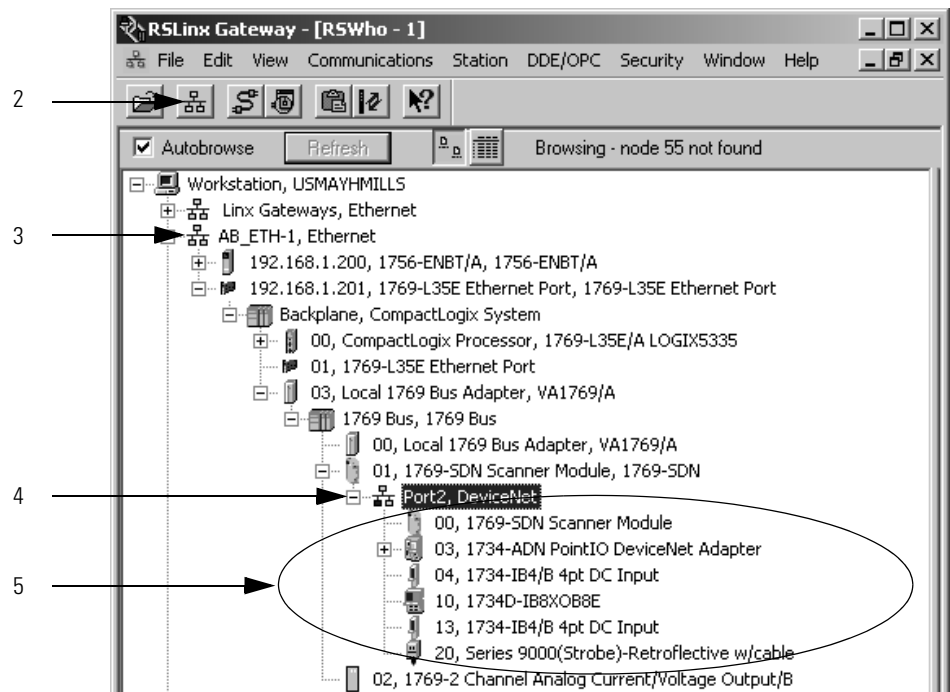 RSLinx Gateway - [RSWho - 1]
File Edit View Communications Station DDE/OPC Security Window Help
2
Autobrowse Refresh Browsing - node 55 not found
Workstation, USMAYHMILLS
Linx Gateways, Ethernet
3
AB_ETH-1, Ethernet
192.168.1.200, 1756-ENBT/A, 1756-ENBT/A
192.168.1.201, 1769-L35E Ethernet Port, 1769-L35E Ethernet Port
Backplane, CompactLogix System
00, CompactLogix Processor, 1769-L35E/A LOGIX5335
01, 1769-L35E Ethernet Port
03, Local 1769 Bus Adapter, VA1769/A
1769 Bus, 1769 Bus
00, Local 1769 Bus Adapter, VA1769/A
01, 1769-SDN Scanner Module, 1769-SDN
4
Port2, DeviceNet
00, 1769-SDN Scanner Module
03, 1734-ADN PointIO DeviceNet Adapter
5
04, 1734-IB4/B 4pt DC Input
10, 1734D-IB8XOB8E
13, 1734-IB4/B 4pt DC Input
20, Series 9000(Strobe)-Retroflective w/cable
02, 1769-2 Channel Analog Current/Voltage Output/B